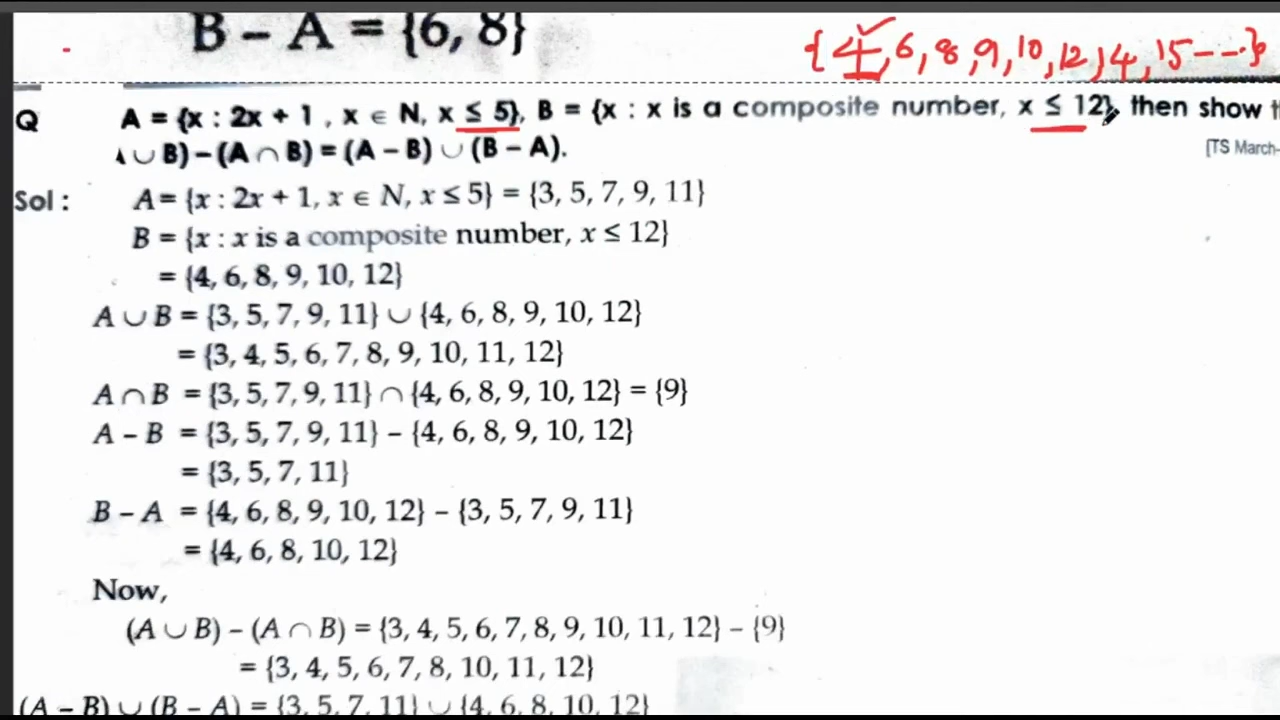 B – A = {6, 8}
{4, 6, 8, 9, 10, 12, 14, 15 --- }
Q A = {x : 2x + 1 , x ∈ N, x ≤ 5}, B = {x : x is a composite number, x ≤ 12}, then show
∪ B) – (A ∩ B) = (A – B) ∪ (B – A).
[TS March-
Sol : A = {x : 2x + 1, x ∈ N, x ≤ 5} = {3, 5, 7, 9, 11}
B = {x : x is a composite number, x ≤ 12}
= {4, 6, 8, 9, 10, 12}
A ∪ B = {3, 5, 7, 9, 11} ∪ {4, 6, 8, 9, 10, 12}
= {3, 4, 5, 6, 7, 8, 9, 10, 11, 12}
A ∩ B = {3, 5, 7, 9, 11} ∩ {4, 6, 8, 9, 10, 12} = {9}
A – B = {3, 5, 7, 9, 11} – {4, 6, 8, 9, 10, 12}
= {3, 5, 7, 11}
B – A = {4, 6, 8, 9, 10, 12} – {3, 5, 7, 9, 11}
= {4, 6, 8, 10, 12}
Now,
(A ∪ B) – (A ∩ B) = {3, 4, 5, 6, 7, 8, 9, 10, 11, 12} – {9}
= {3, 4, 5, 6, 7, 8, 10, 11, 12}
(A – B) ∪ (B – A) = {3, 5, 7, 11} ∪ {4, 6, 8, 10, 12}